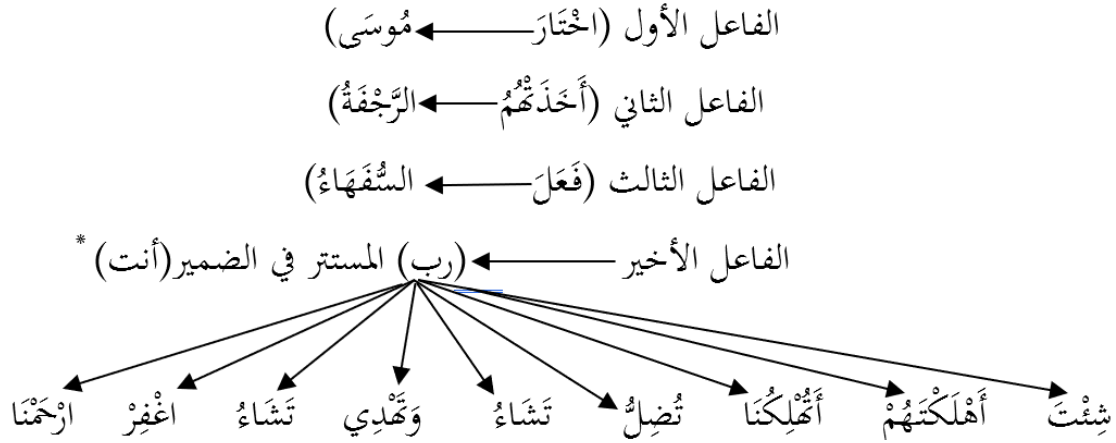 الفاعل الأول (اخْتَارَ مُوسَى)
الفاعل الثاني (أَخَذَتْهُمُ الرَّجْفَةُ)
الفاعل الثالث (فَعَلَ السُّفَهَاءُ)
الفاعل الأخير (رب) المستتر في الضمير(أنت) *
شِئْتَ أَهْلَكْتَهُمْ أَتُهْلِكُنَا تُضِلُّ تَشَاءُ وَتَهْدِي تَشَاءُ اغْفِرْ ارْحَمْنَا